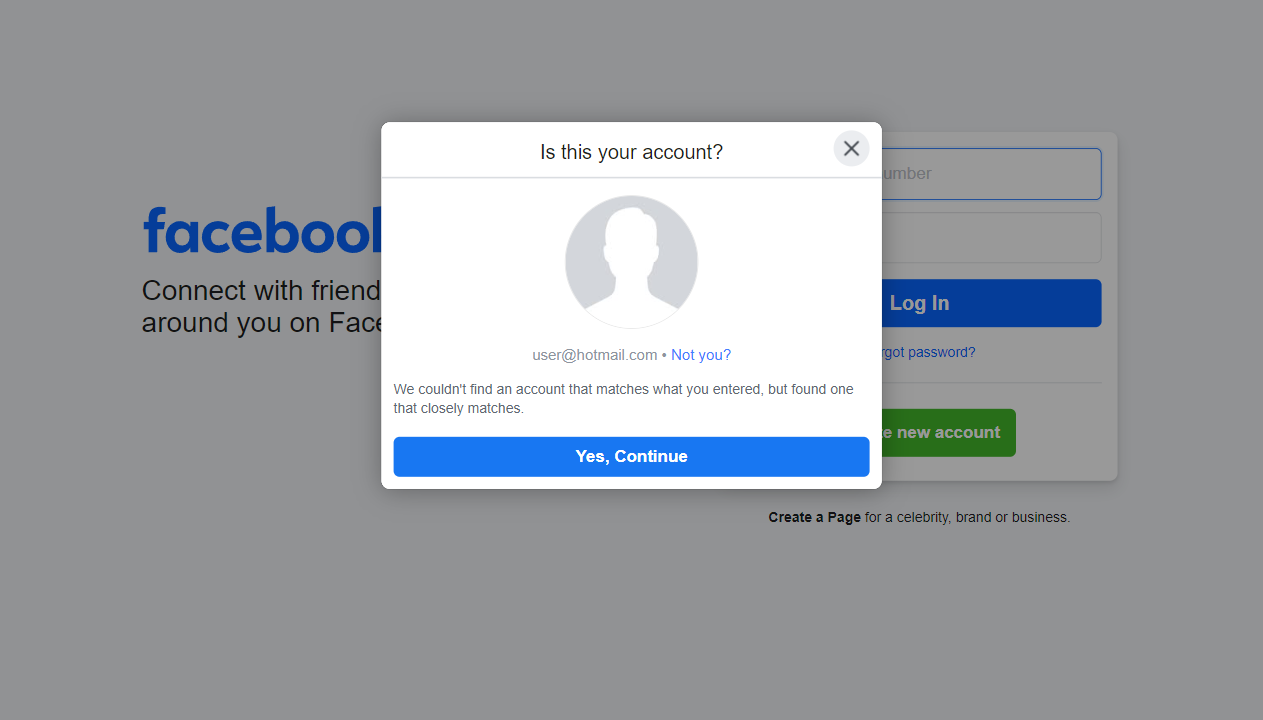 Is this your account?
facebook
Connect with friend
around you on Face
umber
Log In
rgot password?
e new account
user@hotmail.com • Not you?
We couldn't find an account that matches what you entered, but found one
that closely matches.
Yes, Continue
Create a Page for a celebrity, brand or business.